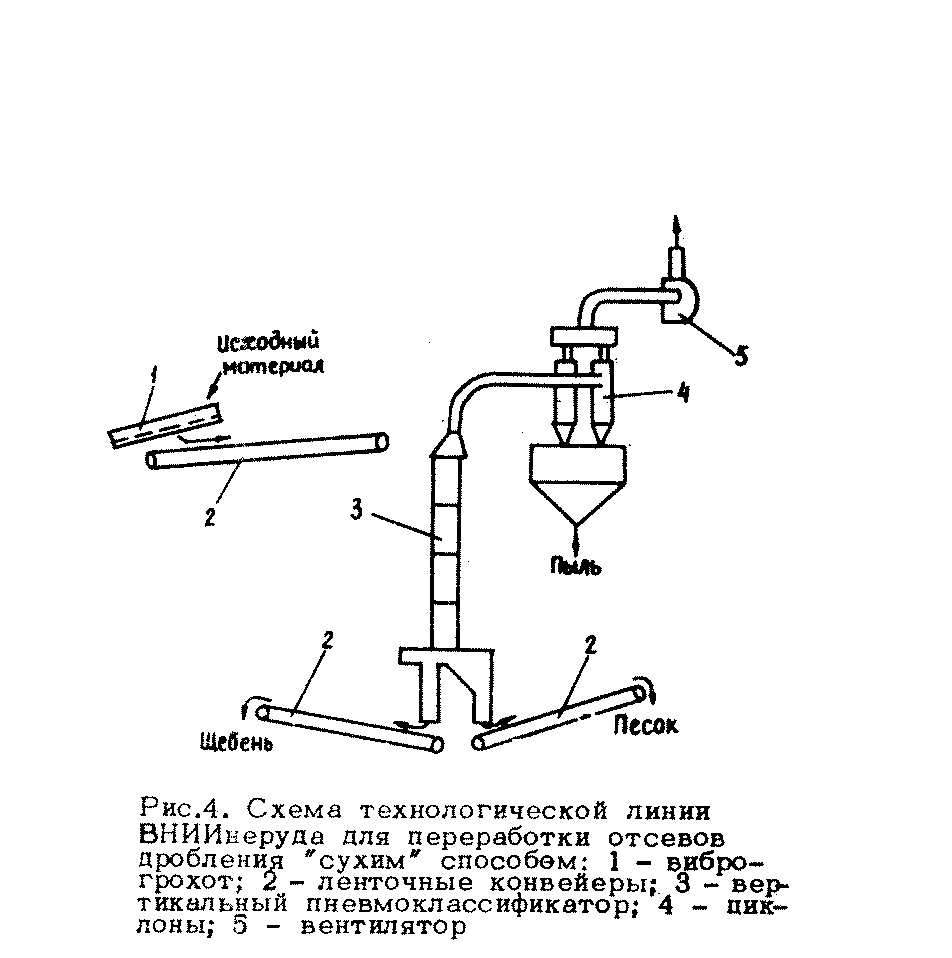 Исходный
материал
1
2
3
4
5
Пыль
2
2
Щебень
Песок
Рис.4. Схема технологической линии
ВНИИнеруда для переработки отсевов
дробления "сухим" способом: 1 - вибро-
грохот; 2 - ленточные конвейеры; 3 - вер-
тикальный пневмоклассификатор; 4 - цик-
лоны; 5 - вентилятор